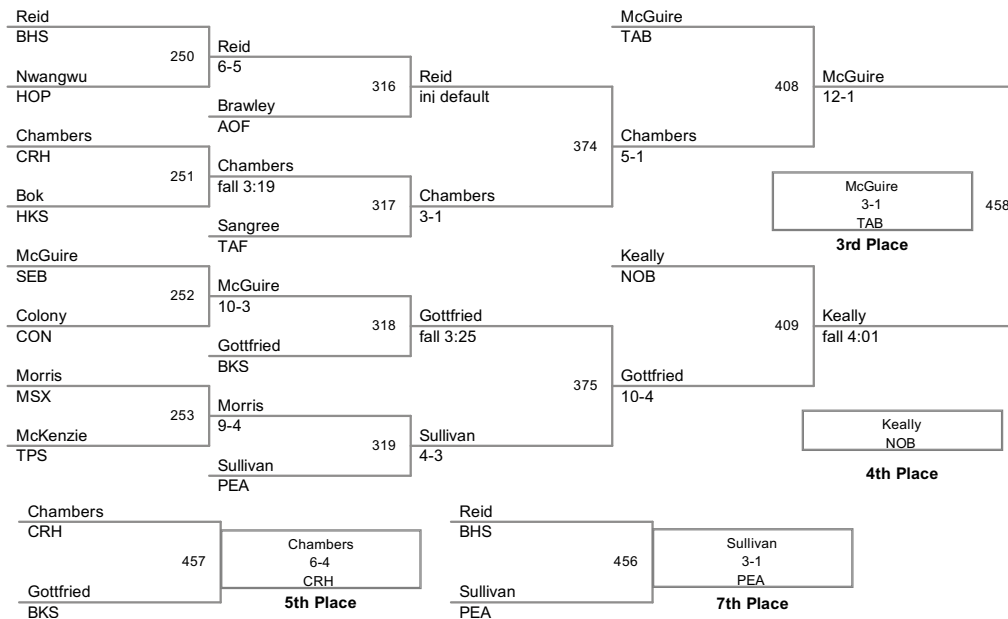 Reid
BHS
250
Nwangwu
HOP
Reid
6-5
316
Brawley
AOF
Reid
inj default
Chambers
CRH
251
Bok
HKS
Chambers
fall 3:19
317
Sangree
TAF
Chambers
3-1
374
Chambers
5-1
McGuire
TAB
408
McGuire
12-1
McGuire
3-1
TAB
458
3rd Place
McGuire
SEB
252
Colony
CON
McGuire
10-3
318
Gottfried
BKS
Gottfried
fall 3:25
Morris
MSX
253
McKenzie
TPS
Morris
9-4
319
Sullivan
PEA
Sullivan
4-3
375
Gottfried
10-4
Keally
NOB
409
Keally
fall 4:01
Keally
NOB
4th Place
Chambers
CRH
457
Gottfried
BKS
Chambers
6-4
CRH
5th Place
Reid
BHS
456
Sullivan
PEA
Sullivan
3-1
PEA
7th Place